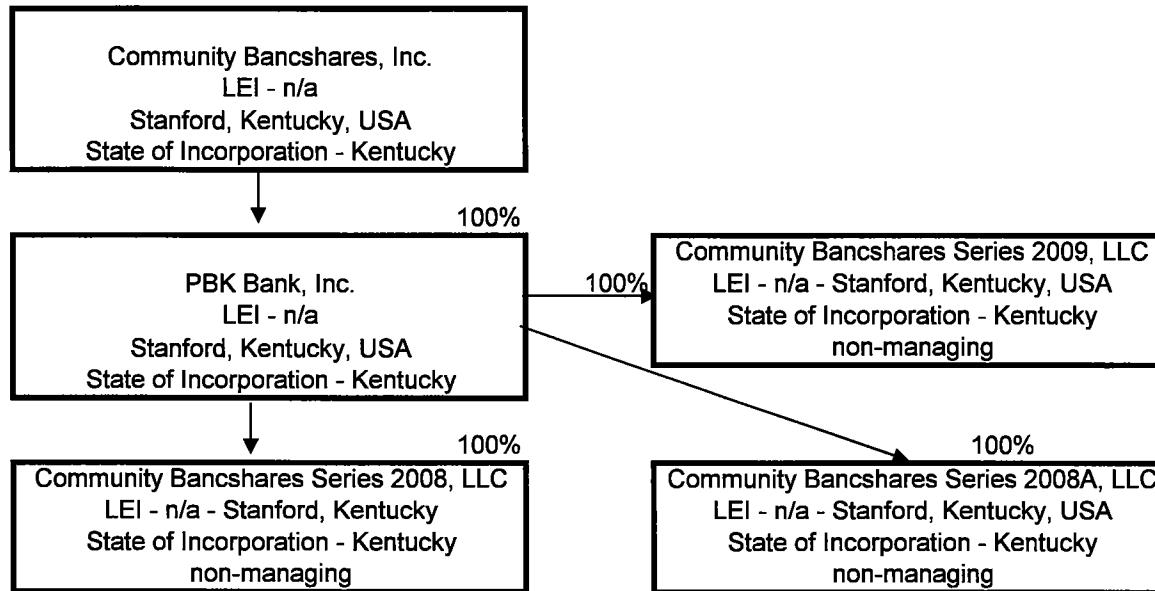 Community Bancshares, Inc.
LEI - n/a
Stanford, Kentucky, USA
State of Incorporation - Kentucky
100%
PBK Bank, Inc.
LEI - n/a
Stanford, Kentucky, USA
State of Incorporation - Kentucky
100%
Community Bancshares Series 2009, LLC
LEI - n/a - Stanford, Kentucky, USA
State of Incorporation - Kentucky
non-managing
100%
Community Bancshares Series 2008, LLC
LEI - n/a - Stanford, Kentucky
State of Incorporation - Kentucky
non-managing
100%
Community Bancshares Series 2008A, LLC
LEI - n/a - Stanford, Kentucky, USA
State of Incorporation - Kentucky
non-managing